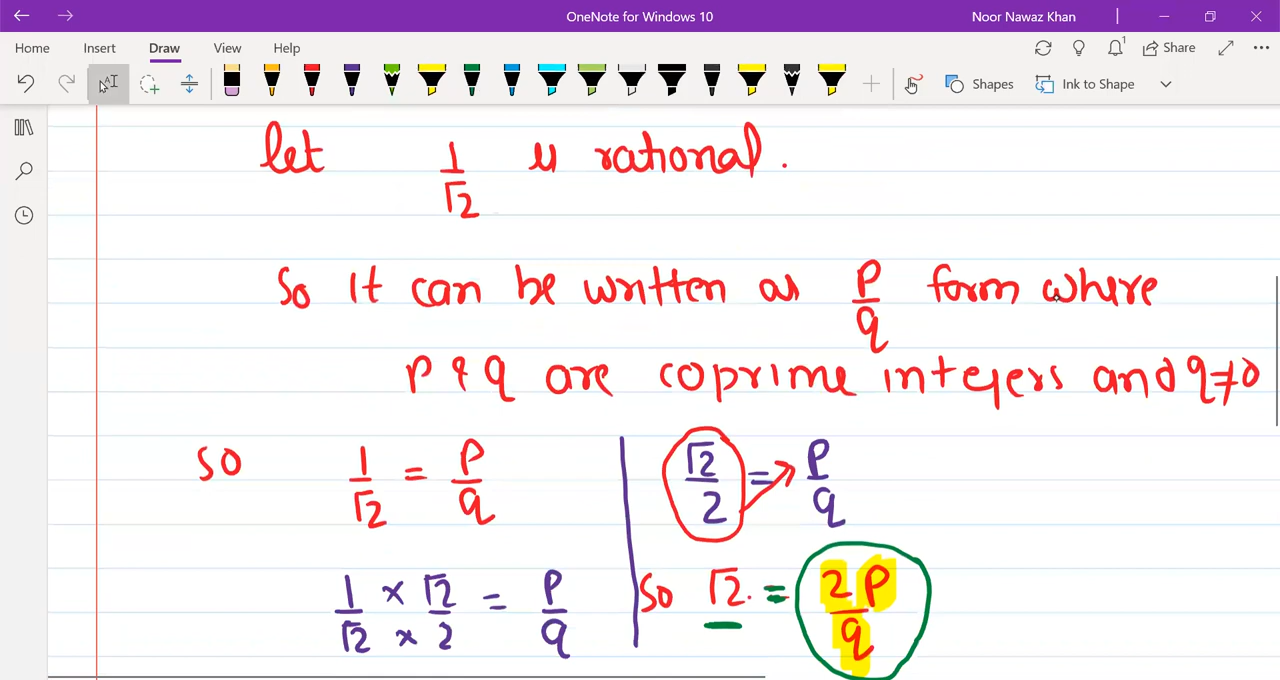 OneNote for Windows 10
Noor Nawaz Khan
Home Insert Draw View Help Share
Shapes Ink to Shape
let 1/√2 is rational.
So it can be written as P/q form where
P & q are coprime integers and q≠0
so 1/√2 = P/q
1/√2 × √2/2 = P/q
√2/2 = P/q
So √2 = 2P/q